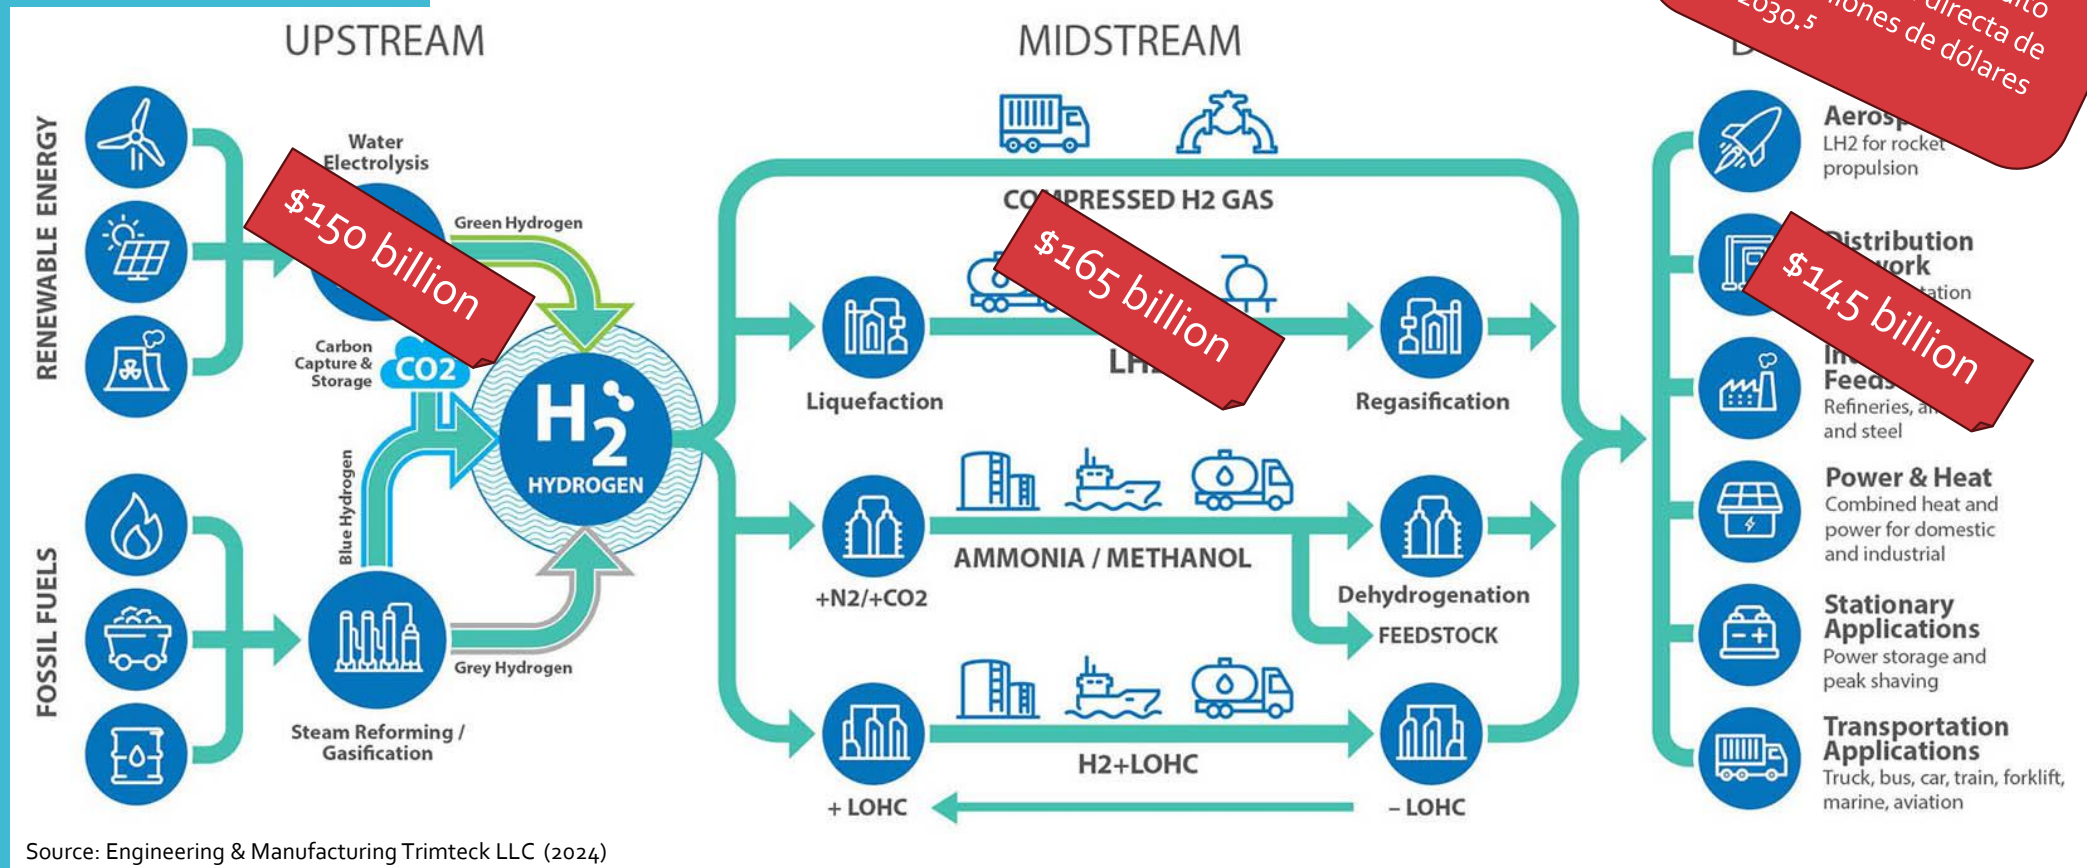 UPSTREAM
MIDSTREAM
2030.⁵
directa de
ones de dólares
RENEWABLE ENERGY
FOSSIL FUELS
Water
Electrolysis
$150 billion
Green Hydrogen
Carbon
Capture &
Storage
CO2
Blue Hydrogen
H2
HYDROGEN
Grey Hydrogen
Steam Reforming /
Gasification
COMPRESSED H2 GAS
$165 billion
Liquefaction
Regasification
AMMONIA / METHANOL
+N2/+CO2
Dehydrogenation
FEEDSTOCK
H2+LOHC
+ LOHC
– LOHC
LH2 for rocket
propulsion
Distribution
$145 billion
Refineries,
and steel
Power & Heat
Combined heat and
power for domestic
and industrial
Stationary
Applications
Power storage and
peak shaving
Transportation
Applications
Truck, bus, car, train, forklift,
marine, aviation
Source: Engineering & Manufacturing Trimteck LLC (2024)